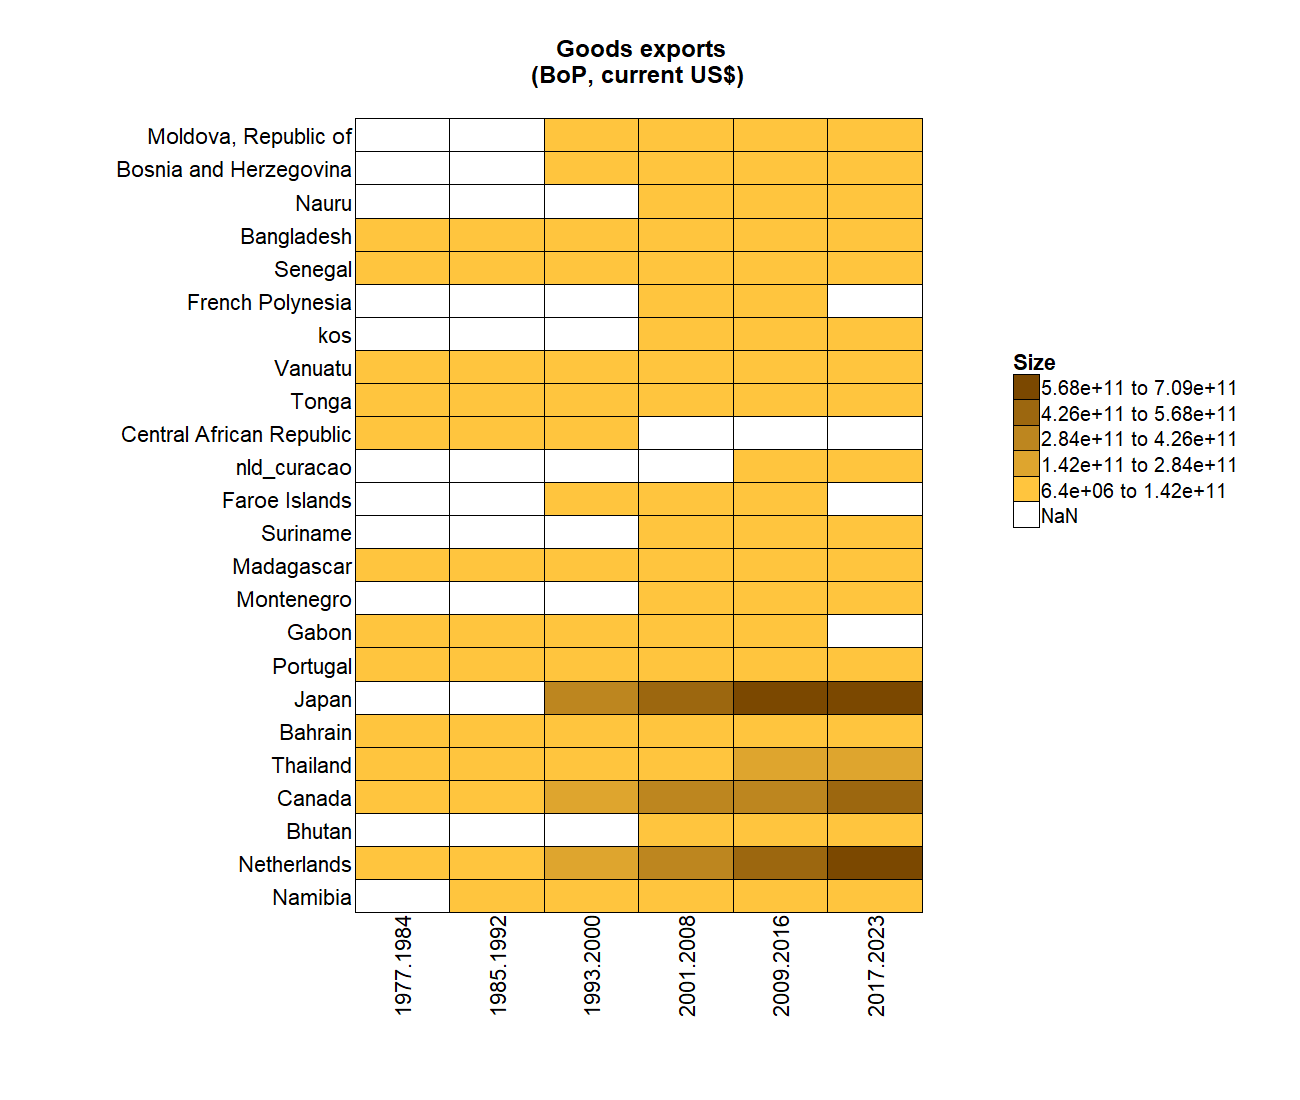 Goods exports
(BoP, current US$)
Moldova, Republic of
Bosnia and Herzegovina
Nauru
Bangladesh
Senegal
French Polynesia
kos
Vanuatu
Tonga
Central African Republic
nld_curacao
Faroe Islands
Suriname
Madagascar
Montenegro
Gabon
Portugal
Japan
Bahrain
Thailand
Canada
Bhutan
Netherlands
Namibia
1977.1984
1985.1992
1993.2000
2001.2008
2009.2016
2017.2023
Size
5.68e+11 to 7.09e+11
4.26e+11 to 5.68e+11
2.84e+11 to 4.26e+11
1.42e+11 to 2.84e+11
6.4e+06 to 1.42e+11
NaN